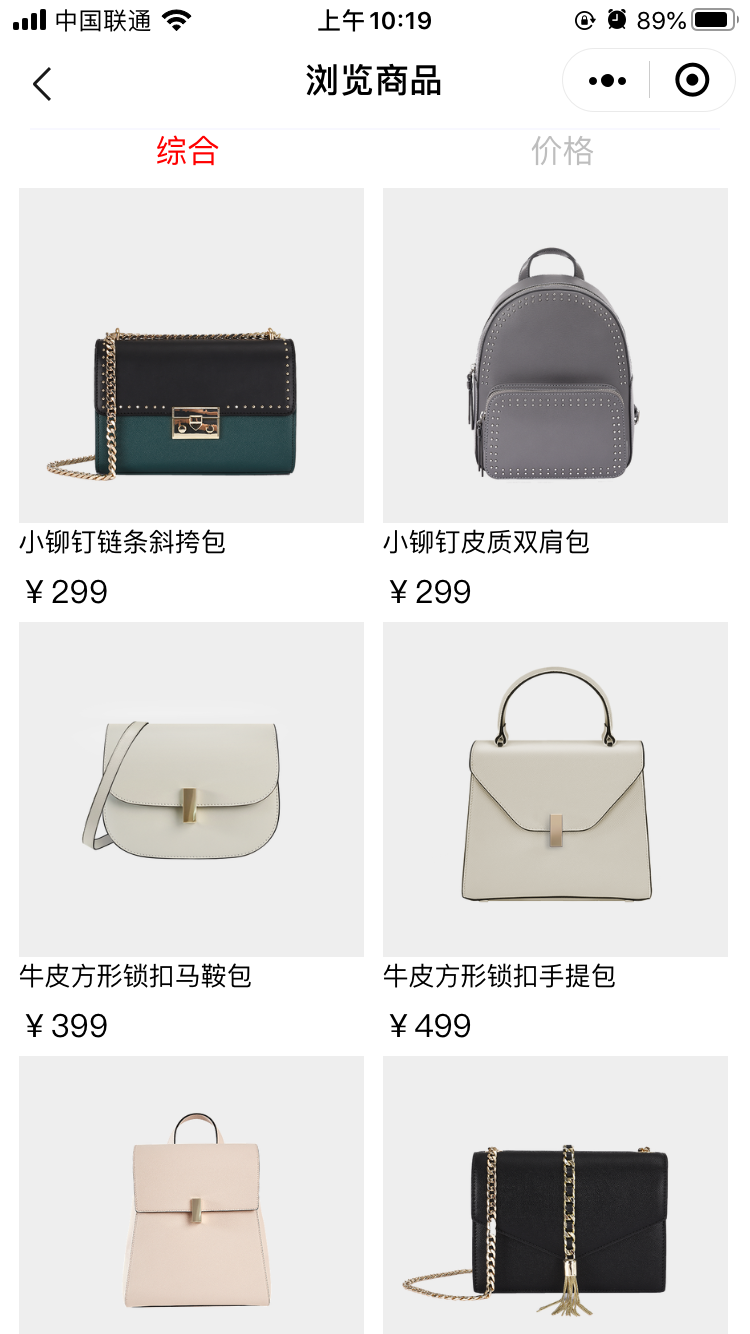 中国联通 上午10:19 89%
浏览商品
综合 价格
小铆钉链条斜挎包 小铆钉皮质双肩包
￥299 ￥299
牛皮方形锁扣马鞍包 牛皮方形锁扣手提包
￥399 ￥499